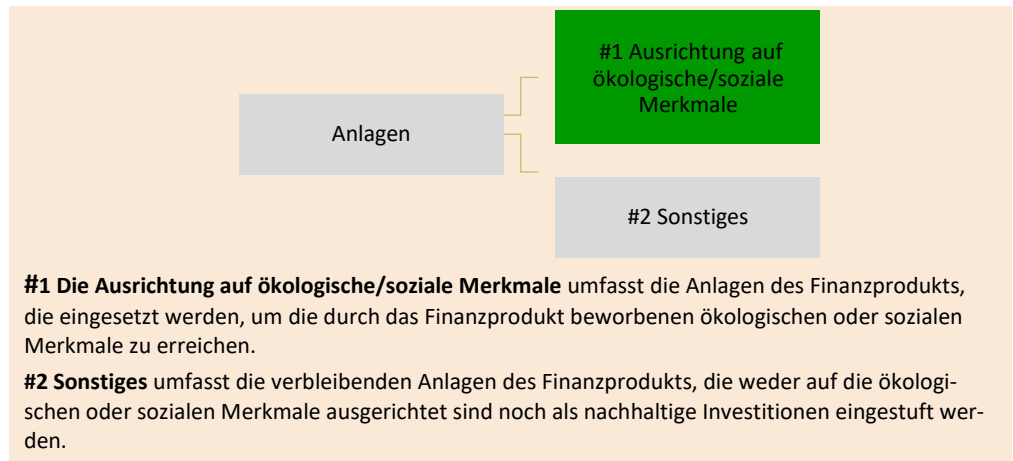 #1 Ausrichtung auf
ökologische/soziale
Merkmale
Anlagen
#2 Sonstiges
#1 Die Ausrichtung auf ökologische/soziale Merkmale umfasst die Anlagen des Finanzprodukts,
die eingesetzt werden, um die durch das Finanzprodukt beworbenen ökologischen oder sozialen
Merkmale zu erreichen.
#2 Sonstiges umfasst die verbleibenden Anlagen des Finanzprodukts, die weder auf die ökologi-
schen oder sozialen Merkmale ausgerichtet sind noch als nachhaltige Investitionen eingestuft wer-
den.